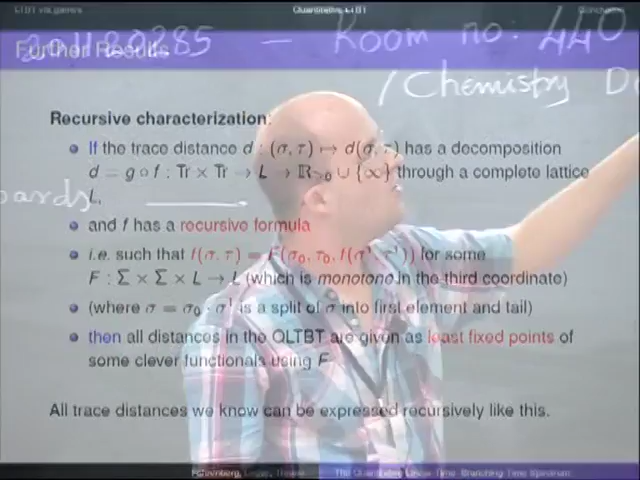 LTBT via games Quantitative LTBT Conclusion
Further Results
20N180285 — Room no: 440
/Chemistry D
Recursive characterization:
If the trace distance d : (σ, τ) ↦ d(σ, τ) has a decomposition
d = g ∘ f : Tr × Tr → L → ℝ≥0 ∪ {∞} through a complete lattice
oards L,
and f has a recursive formula
i.e. such that f(σ, τ) = F(σ₀, τ₀, f(σ¹, τ¹)) for some
F : Σ × Σ × L → L (which is monotone in the third coordinate)
(where σ = σ₀ · σ¹ is a split of σ into first element and tail)
then all distances in the QLTBT are given as least fixed points of
some clever functionals using F
All trace distances we know can be expressed recursively like this.
Fahrenberg, Legay, Thrane The Quantitative Linear-Time–Branching-Time Spectrum